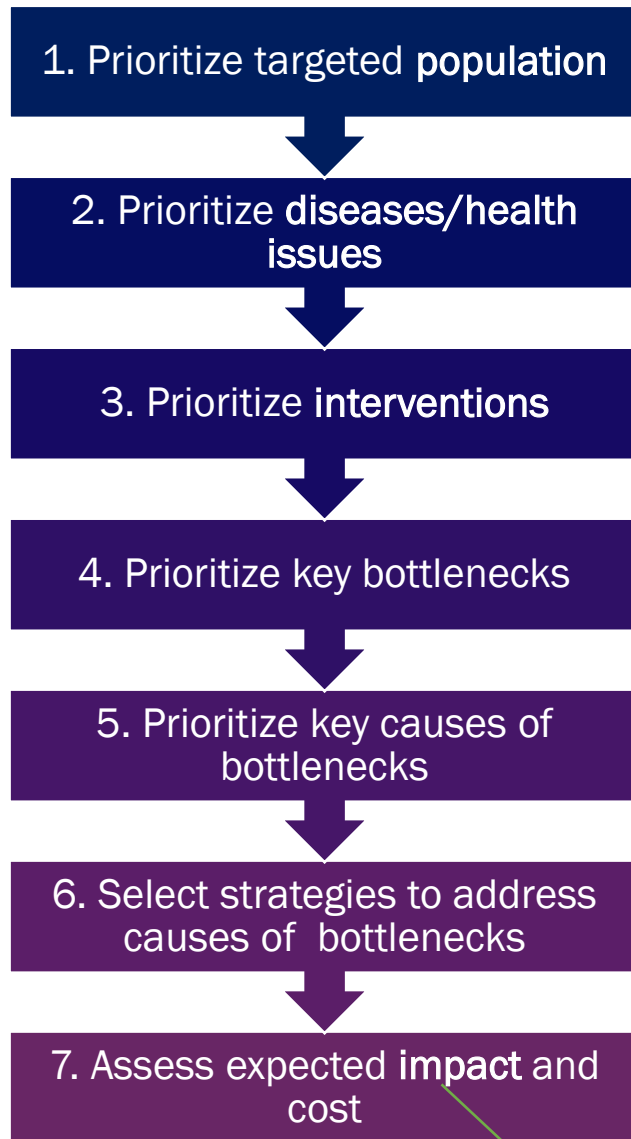 1. Prioritize targeted population
2. Prioritize diseases/health
issues
3. Prioritize interventions
4. Prioritize key bottlenecks
5. Prioritize key causes of
bottlenecks
6. Select strategies to address
causes of  bottlenecks
7. Assess expected impact and
cost